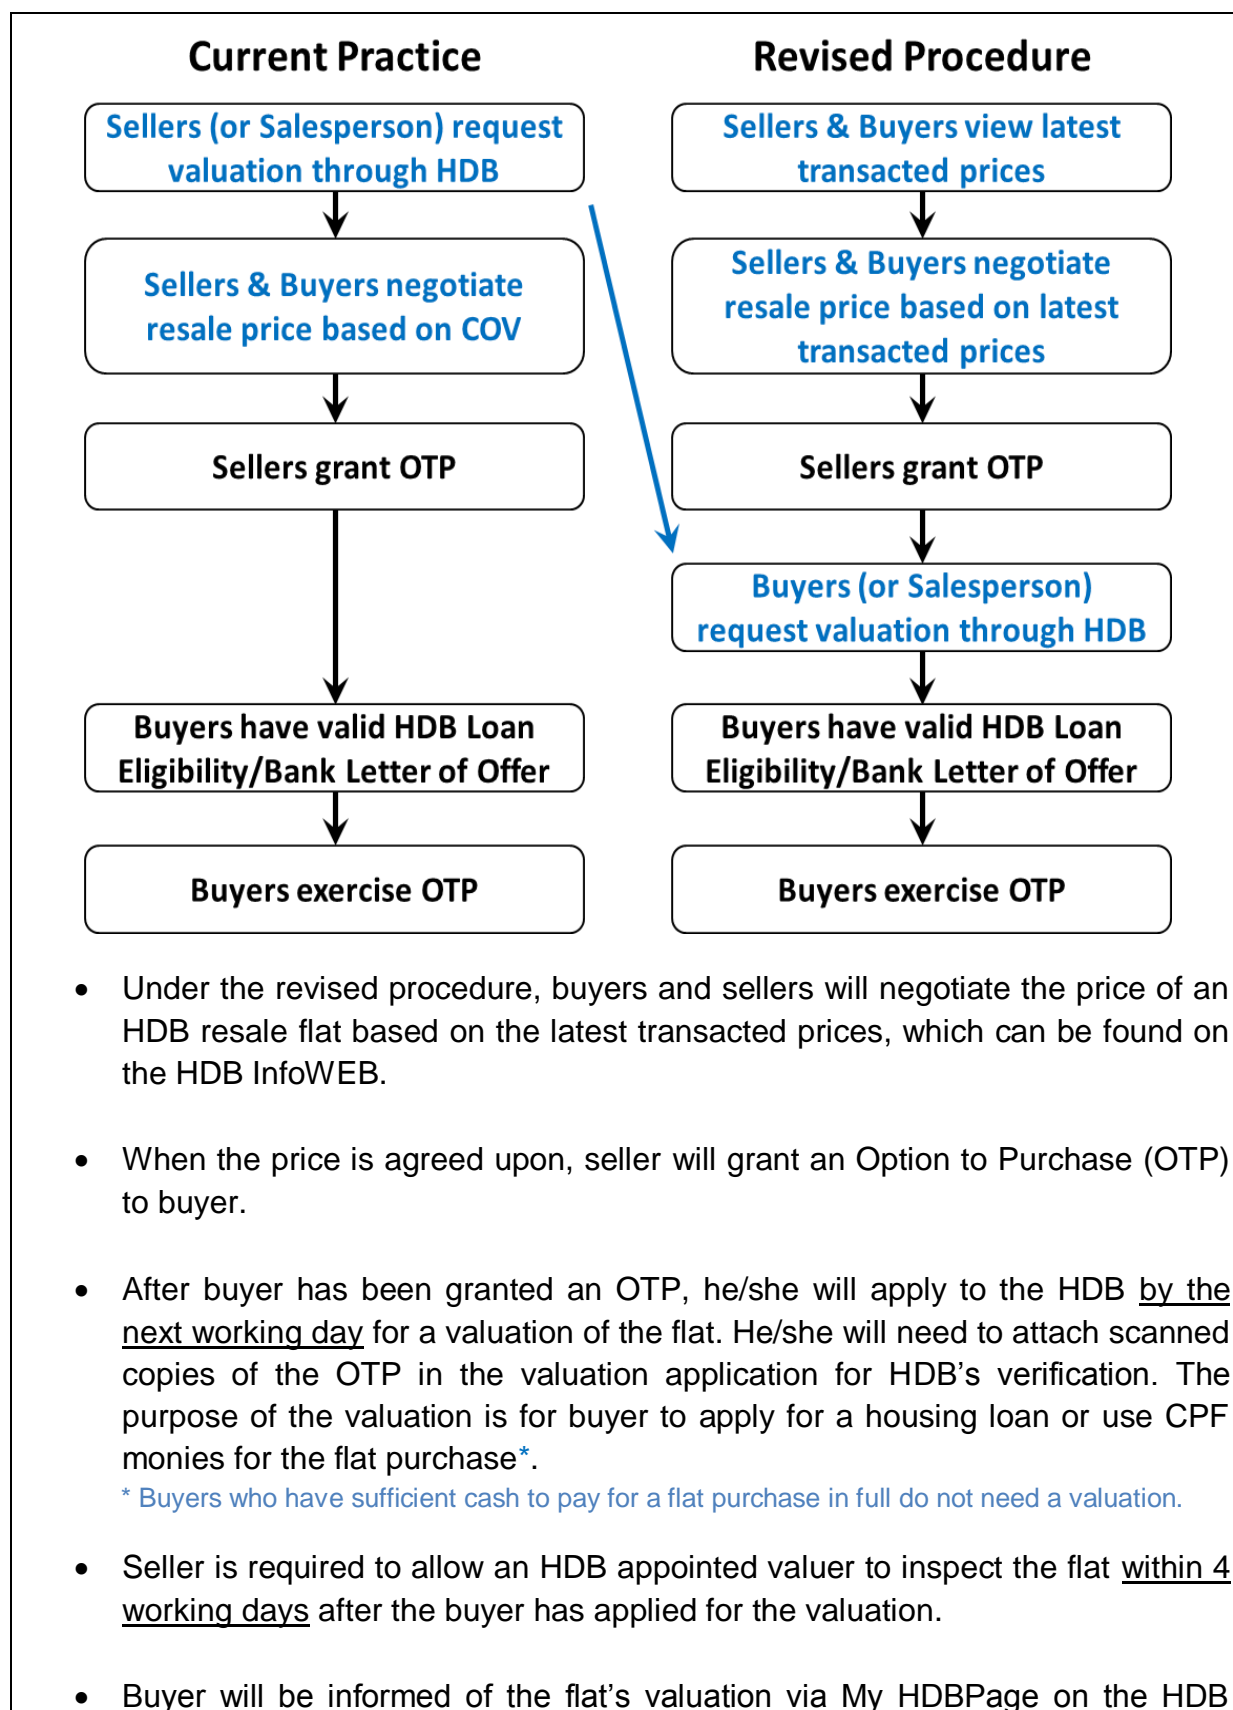 Current Practice
Sellers (or Salesperson) request
valuation through HDB
Sellers & Buyers negotiate
resale price based on COV
Sellers grant OTP
Buyers have valid HDB Loan
Eligibility/Bank Letter of Offer
Buyers exercise OTP
Revised Procedure
Sellers & Buyers view latest
transacted prices
Sellers & Buyers negotiate
resale price based on latest
transacted prices
Sellers grant OTP
Buyers (or Salesperson)
request valuation through HDB
Buyers have valid HDB Loan
Eligibility/Bank Letter of Offer
Buyers exercise OTP
• Under the revised procedure, buyers and sellers will negotiate the price of an
HDB resale flat based on the latest transacted prices, which can be found on
the HDB InfoWEB.
• When the price is agreed upon, seller will grant an Option to Purchase (OTP)
to buyer.
• After buyer has been granted an OTP, he/she will apply to the HDB by the
next working day for a valuation of the flat. He/she will need to attach scanned
copies of the OTP in the valuation application for HDB’s verification. The
purpose of the valuation is for buyer to apply for a housing loan or use CPF
monies for the flat purchase*.
* Buyers who have sufficient cash to pay for a flat purchase in full do not need a valuation.
• Seller is required to allow an HDB appointed valuer to inspect the flat within 4
working days after the buyer has applied for the valuation.
• Buyer will be informed of the flat’s valuation via My HDBPage on the HDB